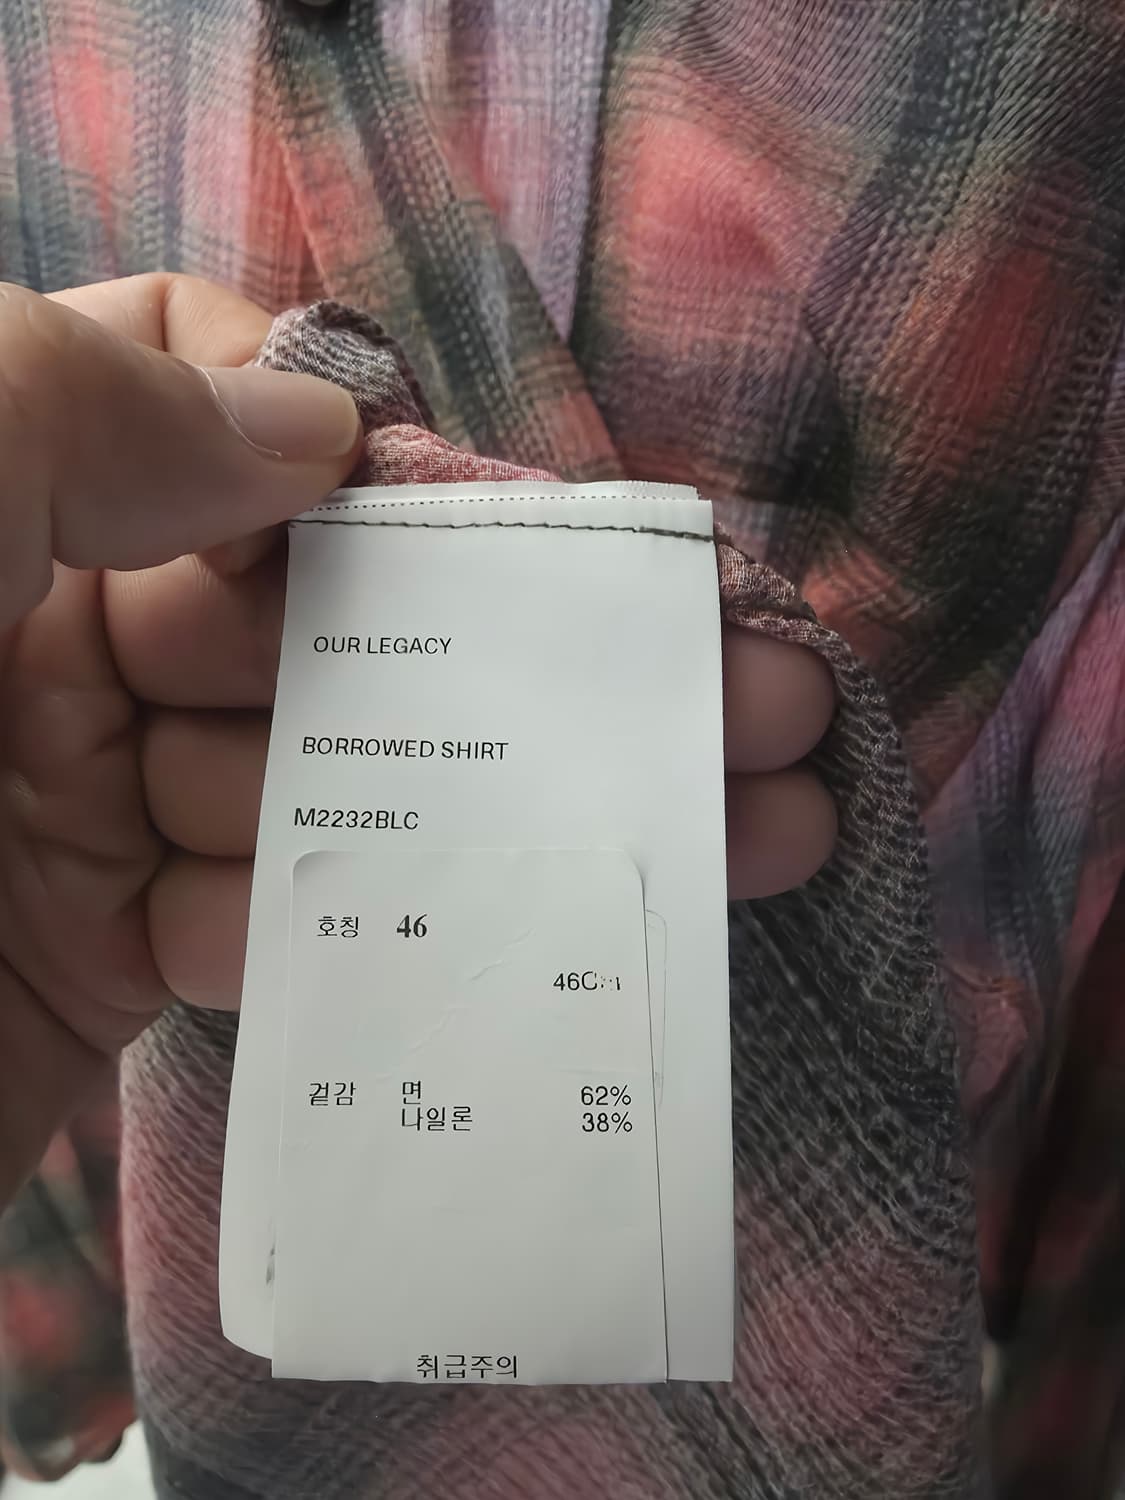 OUR LEGACY
BORROWED SHIRT
M2232BLC
호칭 46
겉감 면 62%
나일론 38%
취급주의